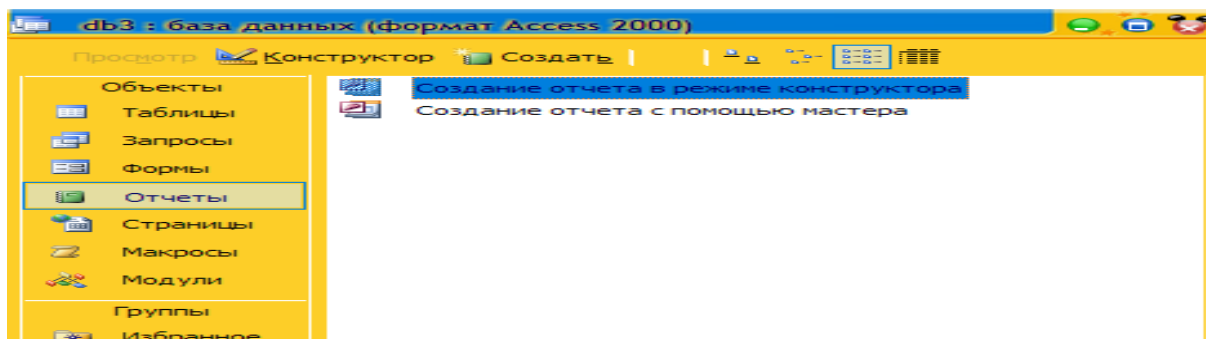 db3 : база данных (формат Access 2000)
Просмотр Конструктор Создать
Объекты
Таблицы
Запросы
Формы
Отчеты
Страницы
Макросы
Модули
Группы
Избранное
Создание отчета в режиме конструктора
Создание отчета с помощью мастера